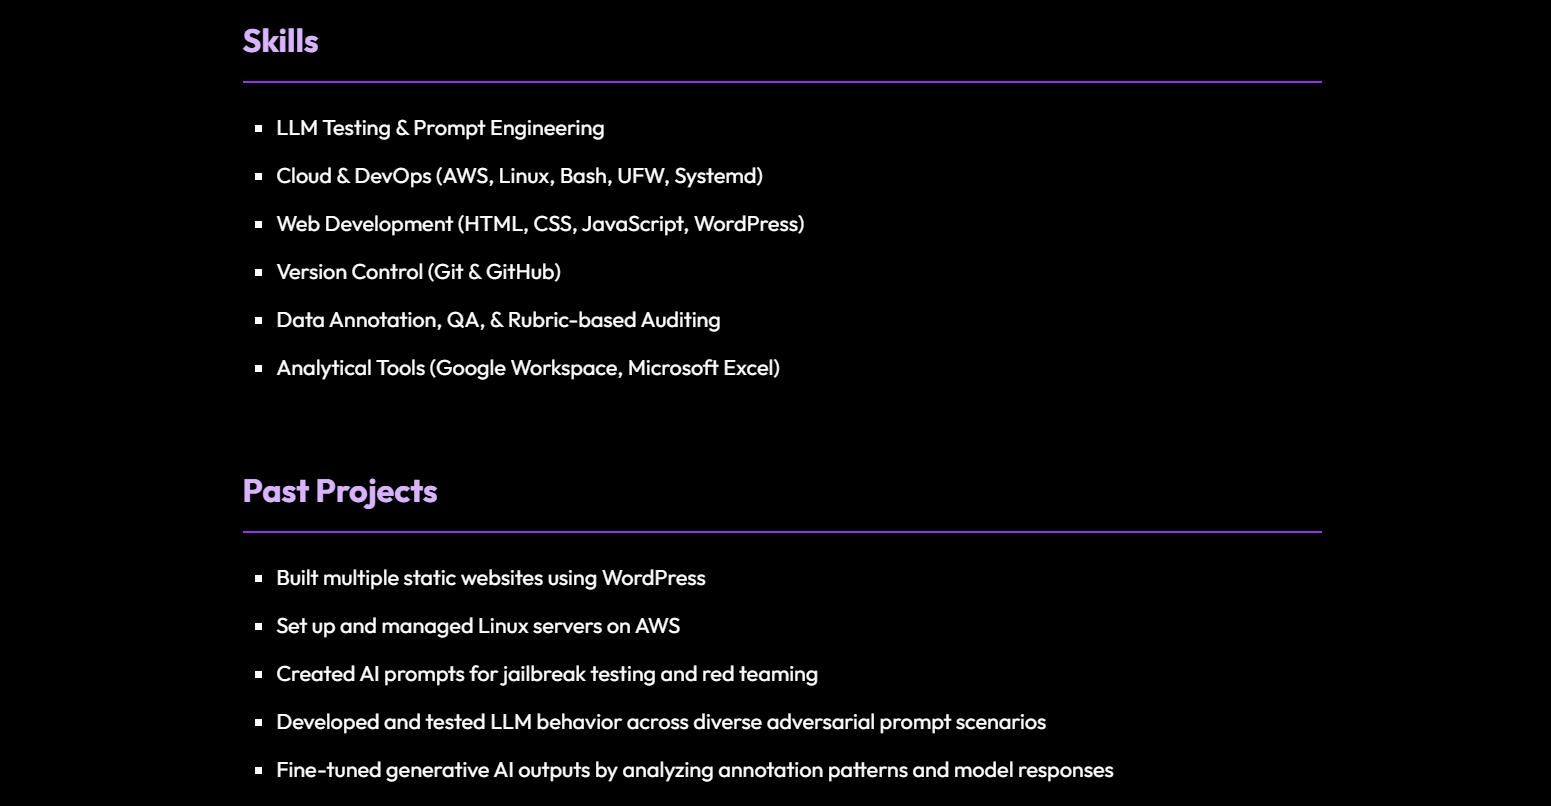 Skills
LLM Testing & Prompt Engineering
Cloud & DevOps (AWS, Linux, Bash, UFW, Systemd)
Web Development (HTML, CSS, JavaScript, WordPress)
Version Control (Git & GitHub)
Data Annotation, QA, & Rubric-based Auditing
Analytical Tools (Google Workspace, Microsoft Excel)
Past Projects
Built multiple static websites using WordPress
Set up and managed Linux servers on AWS
Created AI prompts for jailbreak testing and red teaming
Developed and tested LLM behavior across diverse adversarial prompt scenarios
Fine-tuned generative AI outputs by analyzing annotation patterns and model responses